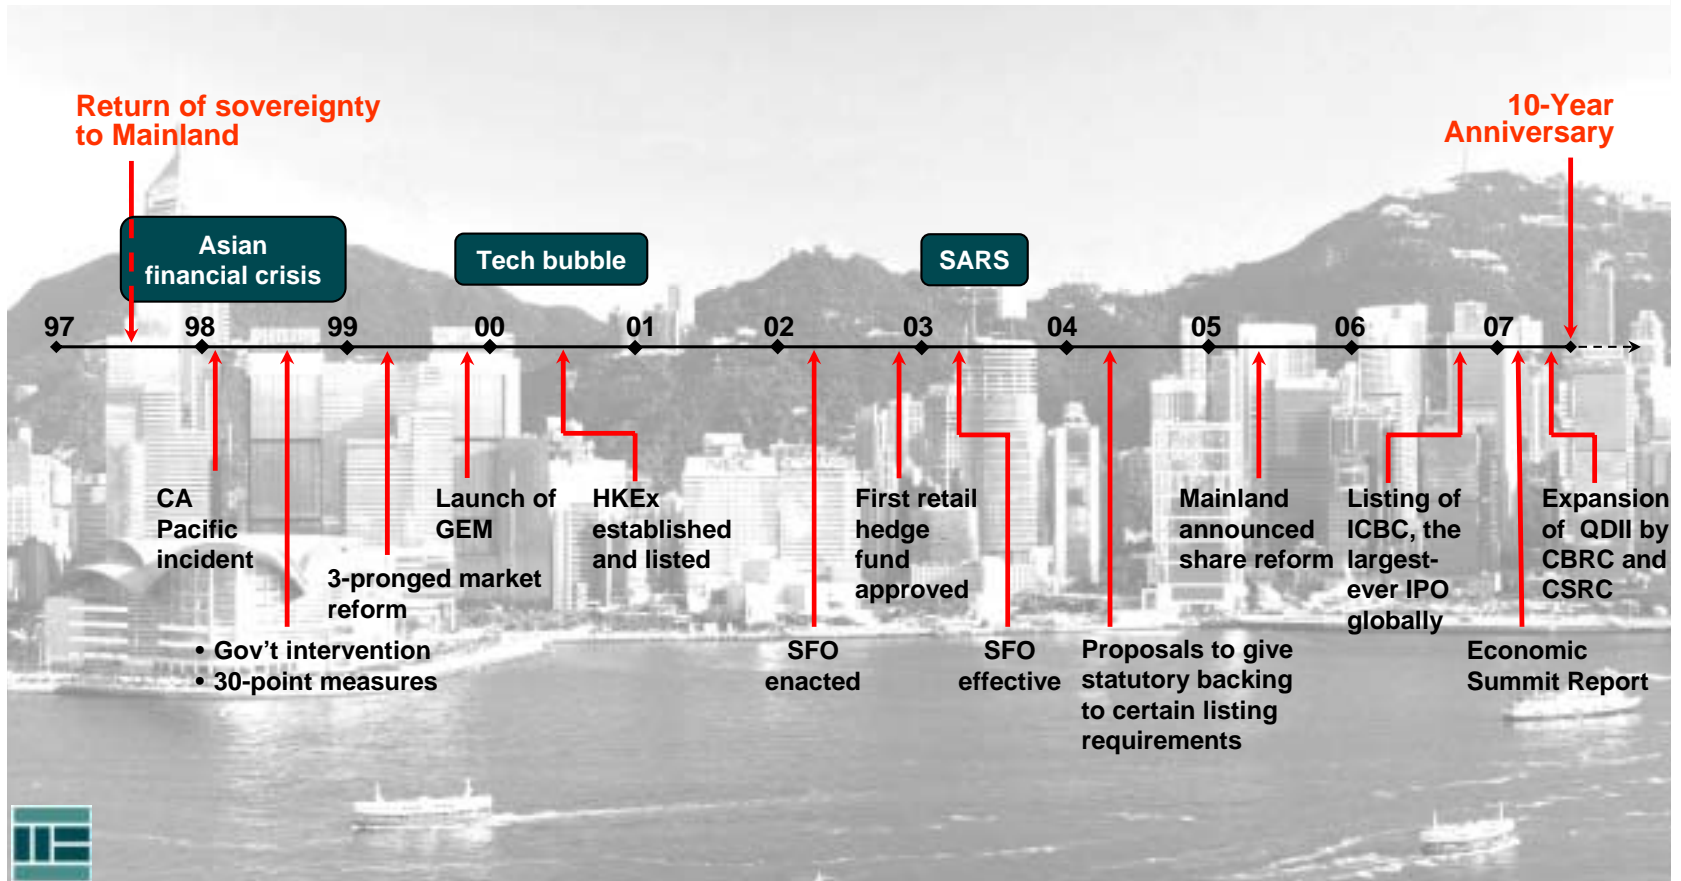 Return of sovereignty
to Mainland
10-Year
Anniversary
Asian
financial crisis
Tech bubble
SARS
97
98
99
00
01
02
03
04
05
06
07
CA
Pacific
incident
• Gov’t intervention
• 30-point measures
3-pronged market
reform
Launch of
GEM
HKEx
established
and listed
SFO
enacted
First retail
hedge
fund
approved
SFO
effective
Proposals to give
statutory backing
to certain listing
requirements
Mainland
announced
share reform
Listing of
ICBC, the
largest-
ever IPO
globally
Economic
Summit Report
Expansion
of QDII by
CBRC and
CSRC